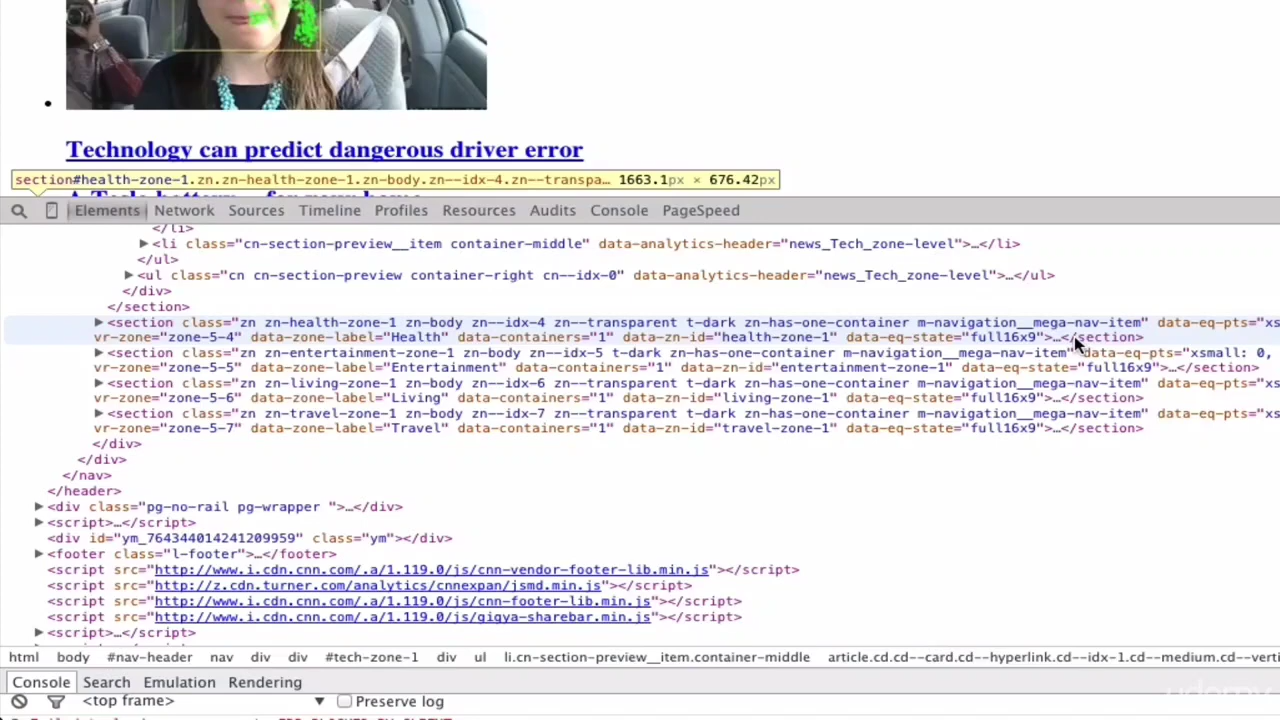 Technology can predict dangerous driver error
section#health-zone-1.zn.zn-health-zone-1.zn-body.zn--idx-4.zn--transpa… 1663.1px × 676.42px
Elements Network Sources Timeline Profiles Resources Audits Console PageSpeed
</li>
▶<li class="cn-section-preview__item container-middle" data-analytics-header="news_Tech_zone-level">…</li>
</ul>
▶<ul class="cn cn-section-preview container-right cn--idx-0" data-analytics-header="news_Tech_zone-level">…</ul>
</div>
</section>
▶<section class="zn zn-health-zone-1 zn-body zn--idx-4 zn--transparent t-dark zn-has-one-container m-navigation__mega-nav-item" data-eq-pts="xs
vr-zone="zone-5-4" data-zone-label="Health" data-containers="1" data-zn-id="health-zone-1" data-eq-state="full16x9">…</section>
▶<section class="zn zn-entertainment-zone-1 zn-body zn--idx-5 t-dark zn-has-one-container m-navigation__mega-nav-item" data-eq-pts="xsmall: 0,
vr-zone="zone-5-5" data-zone-label="Entertainment" data-containers="1" data-zn-id="entertainment-zone-1" data-eq-state="full16x9">…</section>
▶<section class="zn zn-living-zone-1 zn-body zn--idx-6 zn--transparent t-dark zn-has-one-container m-navigation__mega-nav-item" data-eq-pts="xs
vr-zone="zone-5-6" data-zone-label="Living" data-containers="1" data-zn-id="living-zone-1" data-eq-state="full16x9">…</section>
▶<section class="zn zn-travel-zone-1 zn-body zn--idx-7 zn--transparent t-dark zn-has-one-container m-navigation__mega-nav-item" data-eq-pts="xs
vr-zone="zone-5-7" data-zone-label="Travel" data-containers="1" data-zn-id="travel-zone-1" data-eq-state="full16x9">…</section>
</div>
</div>
</nav>
</header>
▶<div class="pg-no-rail pg-wrapper ">…</div>
▶<script>…</script>
<div id="ym_764344014241209959" class="ym"></div>
▶<footer class="l-footer">…</footer>
<script src="http://www.i.cdn.cnn.com/.a/1.119.0/js/cnn-vendor-footer-lib.min.js"></script>
<script src="http://z.cdn.turner.com/analytics/cnnexpan/jsmd.min.js"></script>
<script src="http://www.i.cdn.cnn.com/.a/1.119.0/js/cnn-footer-lib.min.js"></script>
<script src="http://www.i.cdn.cnn.com/.a/1.119.0/js/gigya-sharebar.min.js"></script>
▶<script>…</script>
html body #nav-header nav div div #tech-zone-1 div ul li.cn-section-preview__item.container-middle article.cd.cd--card.cd--hyperlink.cd--idx-1.cd--medium.cd--verti
Console Search Emulation Rendering
<top frame> ▼ Preserve log